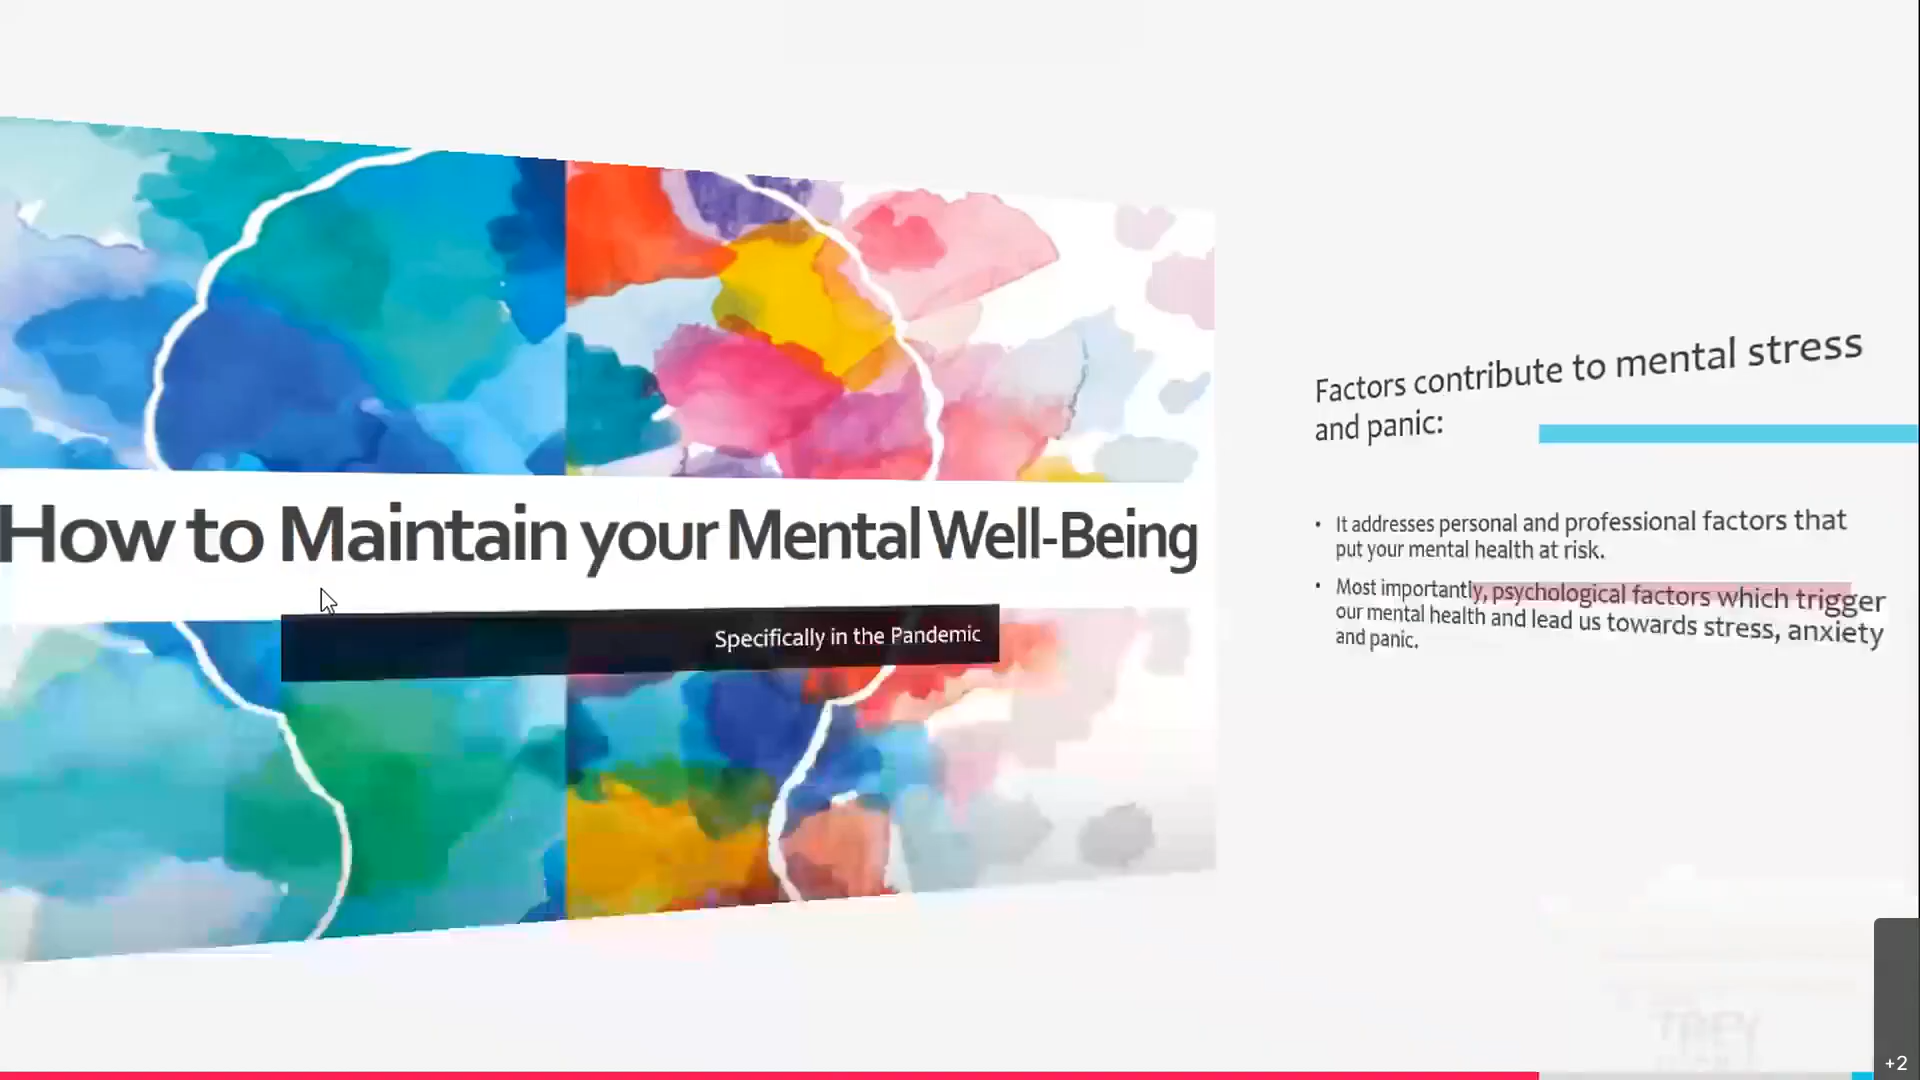 How to Maintain your Mental Well-Being
Specifically in the Pandemic
Factors contribute to mental stress
and panic:
• It addresses personal and professional factors that
put your mental health at risk.
• Most importantly, psychological factors which trigger
our mental health and lead us towards stress, anxiety
and panic.
+2